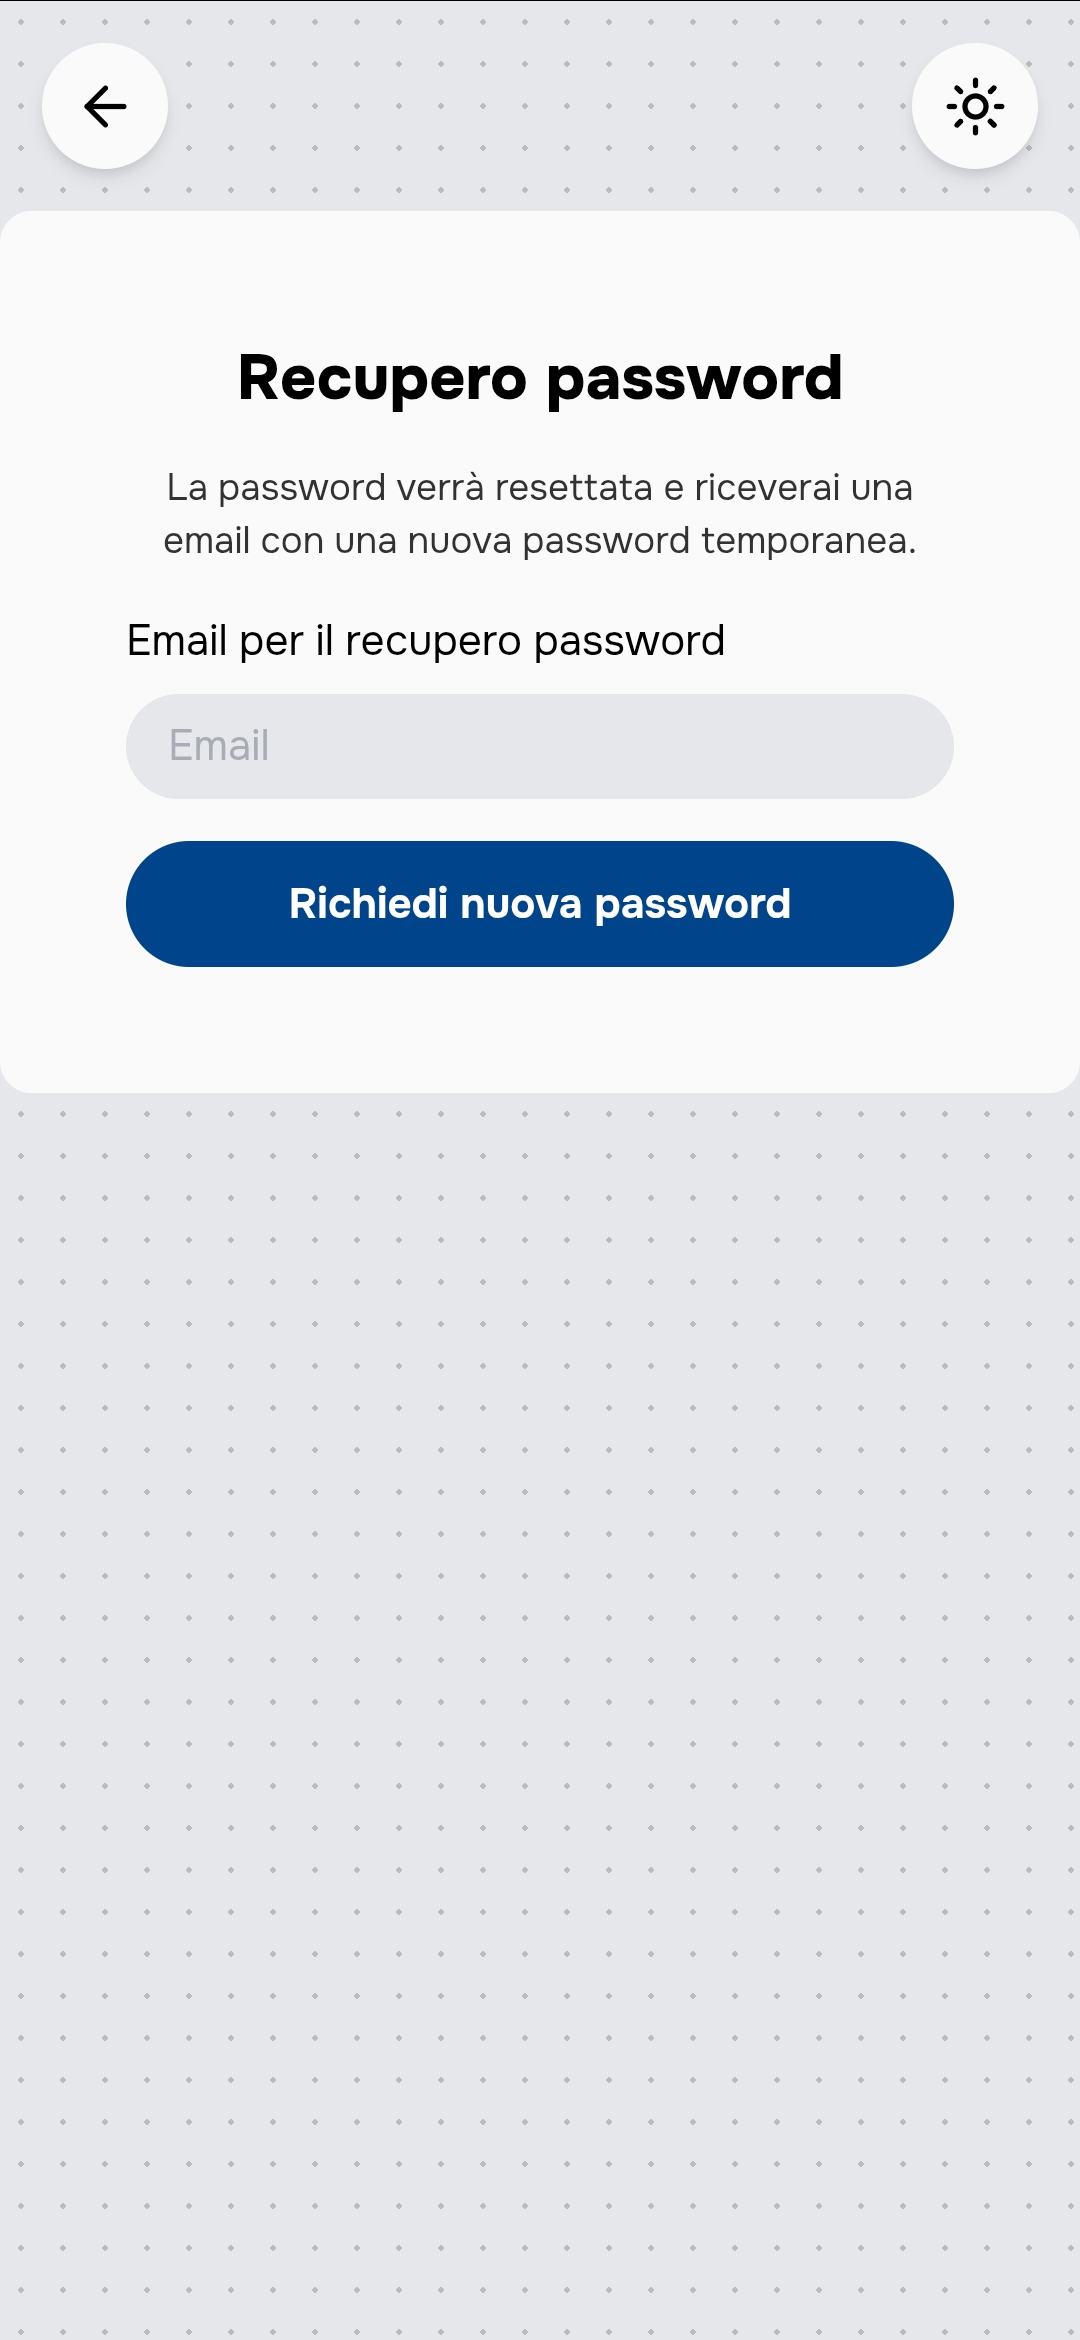 Recupero password
La password verrà resettata e riceverai una
email con una nuova password temporanea.
Email per il recupero password
Email
Richiedi nuova password